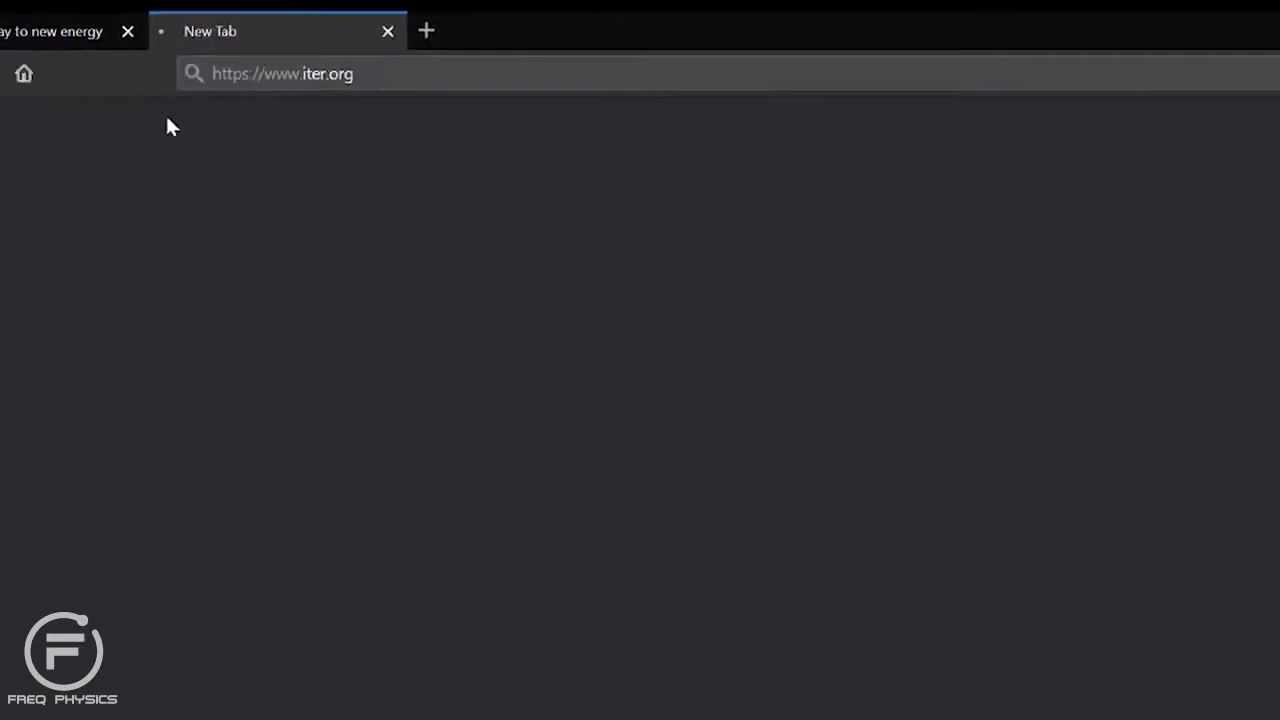 ay to new energy
New Tab
https://www.iter.org
F
FREQ PHYSICS